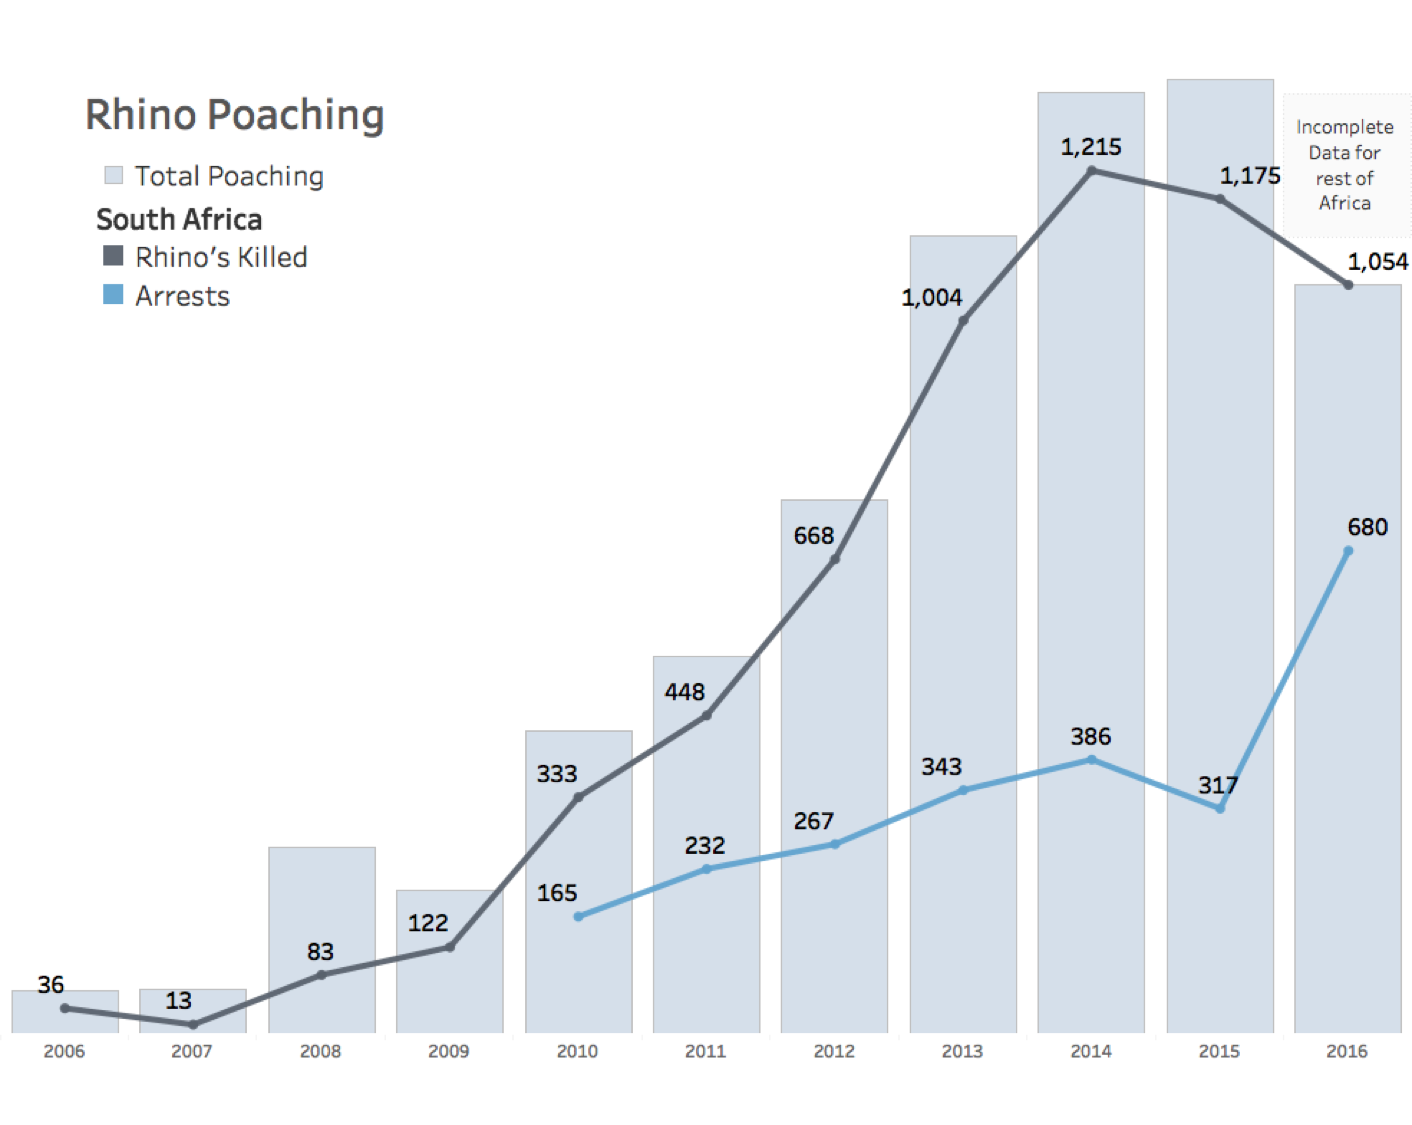 Rhino Poaching
Total Poaching
South Africa
Rhino's Killed
Arrests
Incomplete
Data for
rest of
Africa
1,215
1,175
1,054
1,004
668
680
448
333
386
343
317
267
232
165
122
83
36
13
2006 2007 2008 2009 2010 2011 2012 2013 2014 2015 2016